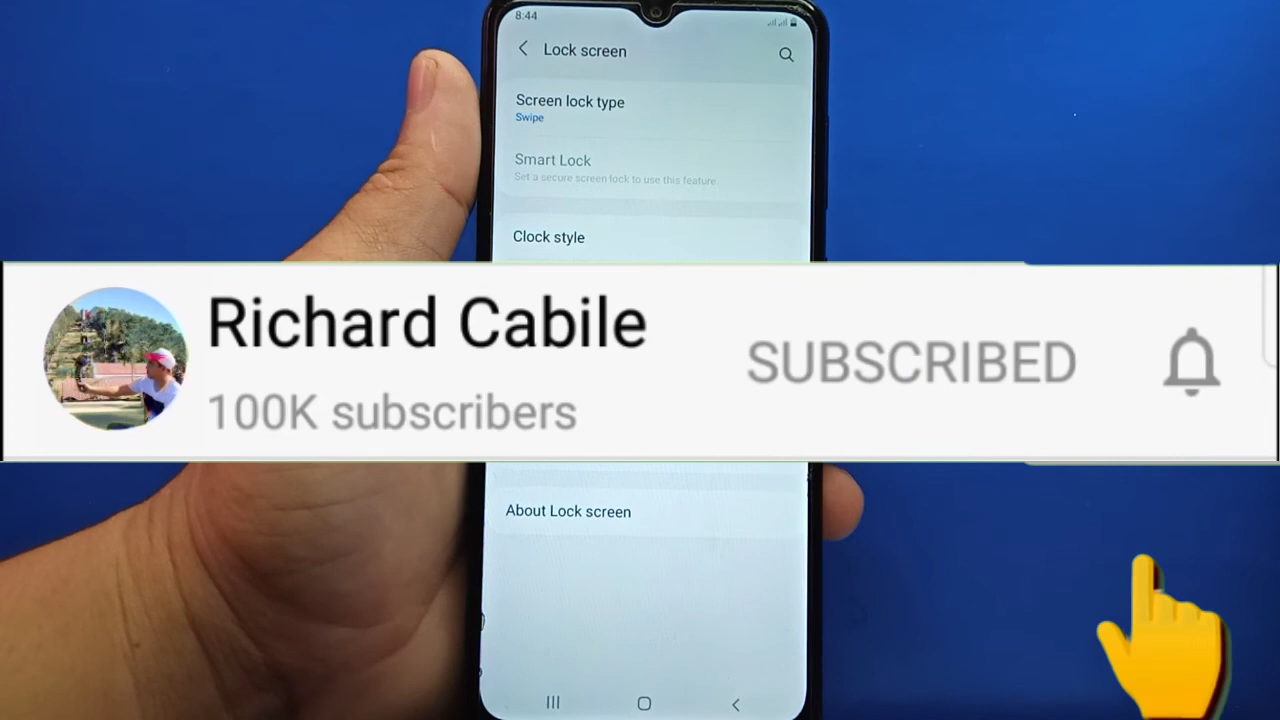 8:44
Lock screen
Screen lock type
Swipe
Smart Lock
Set a secure screen lock to use this feature.
Clock style
Richard Cabile
100K subscribers
SUBSCRIBED
About Lock screen